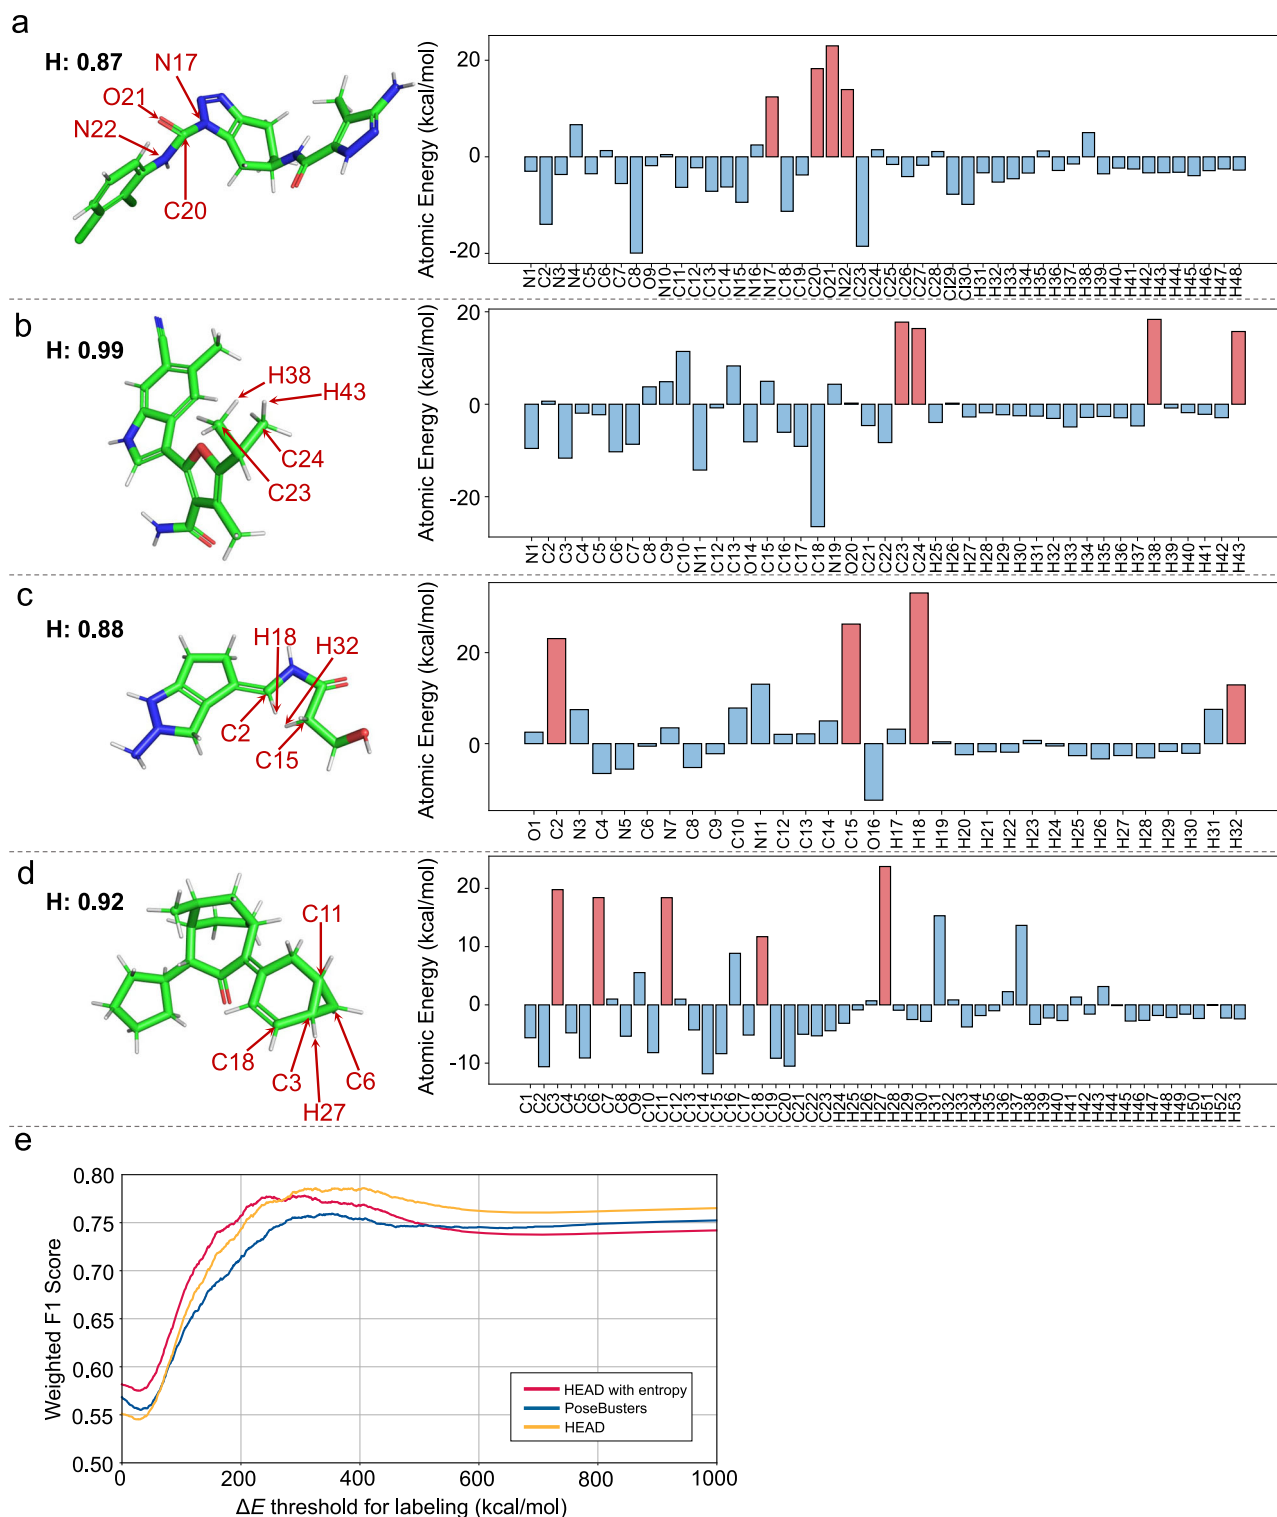 a
H: 0.87
N17
O21
N22
C20
Atomic Energy (kcal/mol)
20
0
-20
N1 C2 N3 N4 C5 C6 C7 C8 O9 N10 C11 C12 C13 C14 N15 N16 N17 C18 C19 C20 O21 N22 C23 C24 C25 C26 C27 C28 Cl29 Cl30 H31 H32 H33 H34 H35 H36 H37 H38 H39 H40 H41 H42 H43 H44 H45 H46 H47 H48
b
H: 0.99
H38
H43
C24
C23
Atomic Energy (kcal/mol)
20
0
-20
N1 C2 C3 C4 C5 C6 C7 C8 C9 C10 N11 C12 C13 O14 C15 C16 C17 C18 N19 O20 C21 C22 C23 C24 H25 H26 H27 H28 H29 H30 H31 H32 H33 H34 H35 H36 H37 H38 H39 H40 H41 H42 H43
c
H: 0.88
H18
H32
C2
C15
Atomic Energy (kcal/mol)
20
0
O1 C2 N3 C4 N5 C6 N7 C8 C9 C10 N11 C12 C13 C14 C15 O16 H17 H18 H19 H20 H21 H22 H23 H24 H25 H26 H27 H28 H29 H30 H31 H32
d
H: 0.92
C11
C18
C3
C6
H27
Atomic Energy (kcal/mol)
20
10
0
-10
C1 C2 C3 C4 C5 C6 C7 C8 O9 C10 C11 C12 C13 C14 C15 C16 C17 C18 C19 C20 C21 C22 C23 H24 H25 H26 H27 H28 H29 H30 H31 H32 H33 H34 H35 H36 H37 H38 H39 H40 H41 H42 H43 H44 H45 H46 H47 H48 H49 H50 H51 H52 H53
e
Weighted F1 Score
0.80
0.75
0.70
0.65
0.60
0.55
0.50
HEAD with entropy
PoseBusters
HEAD
0 200 400 600 800 1000
ΔE threshold for labeling (kcal/mol)